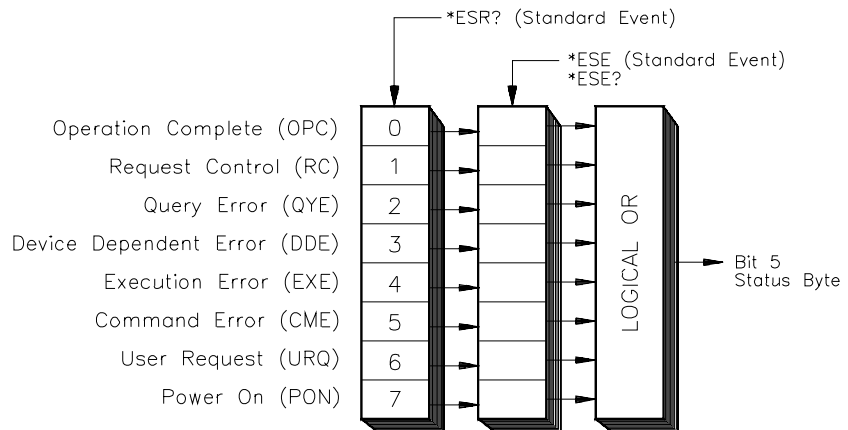 *ESR? (Standard Event)
*ESE (Standard Event)
*ESE?
Operation Complete (OPC) 0
Request Control (RC) 1
Query Error (QYE) 2
Device Dependent Error (DDE) 3
Execution Error (EXE) 4
Command Error (CME) 5
User Request (URQ) 6
Power On (PON) 7
LOGICAL OR
Bit 5
Status Byte